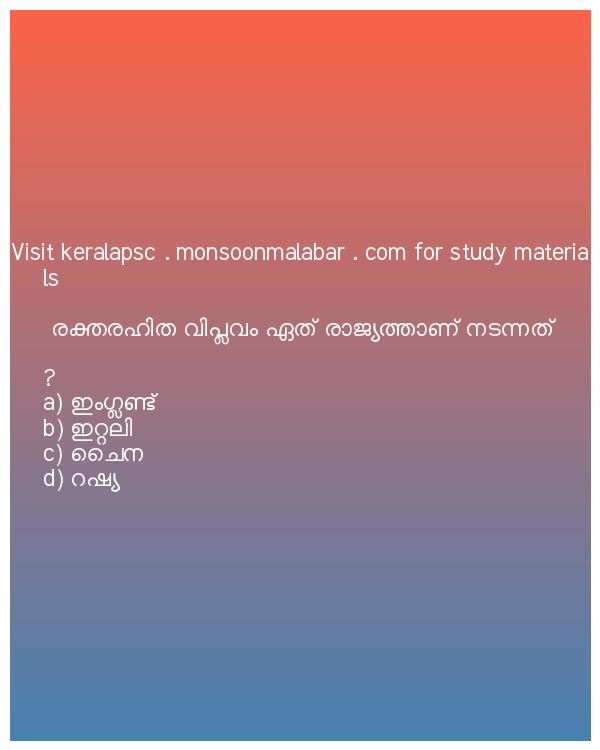 Visit keralapsc . monsoonmalabar . com for study materia
ls
രക്തരഹിത വിപ്ലവം ഏത് രാജ്യത്താണ് നടന്നത്
?
a) ഇംഗ്ലണ്ട്
b) ഇറ്റലി
c) ചൈന
d) റഷ്യ